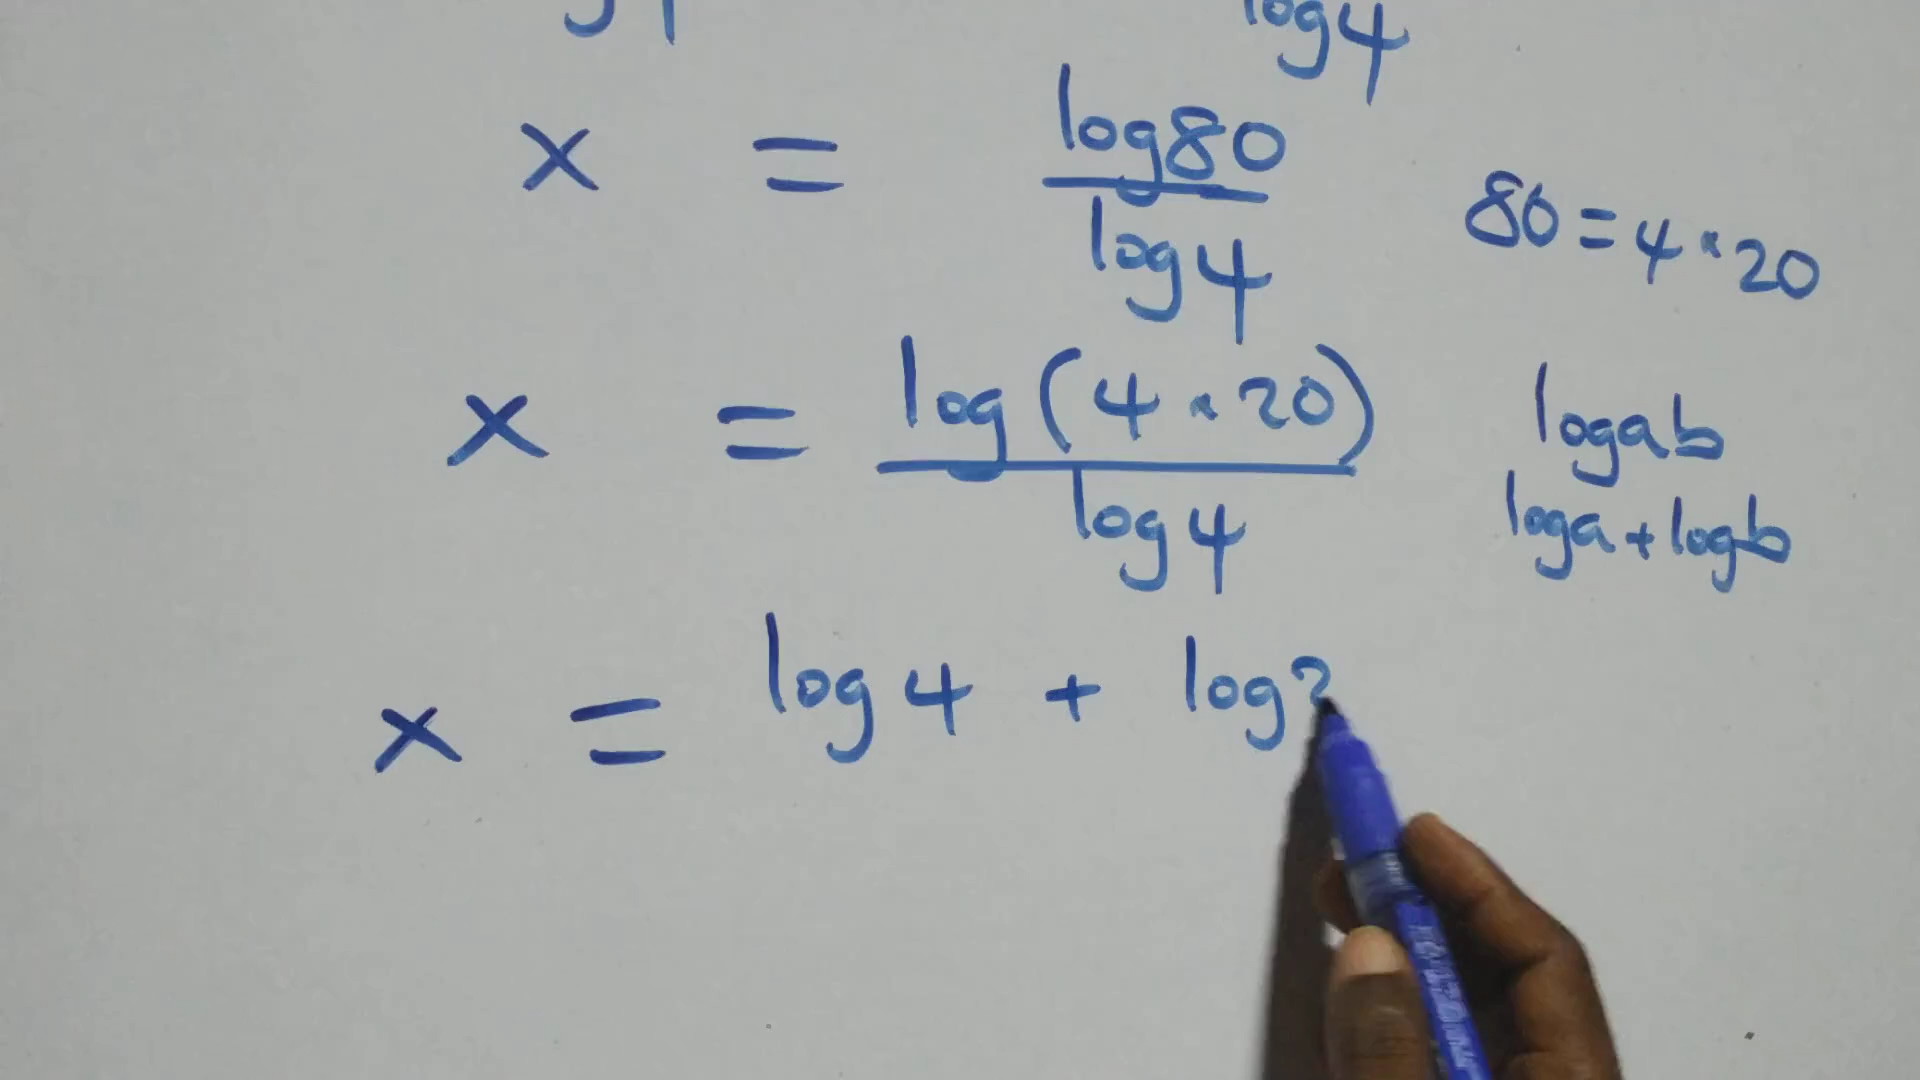 log4
x = log80
log4
80 = 4 × 20
x = log (4 × 20)
log4
logab
loga + logb
x = log4 + log2